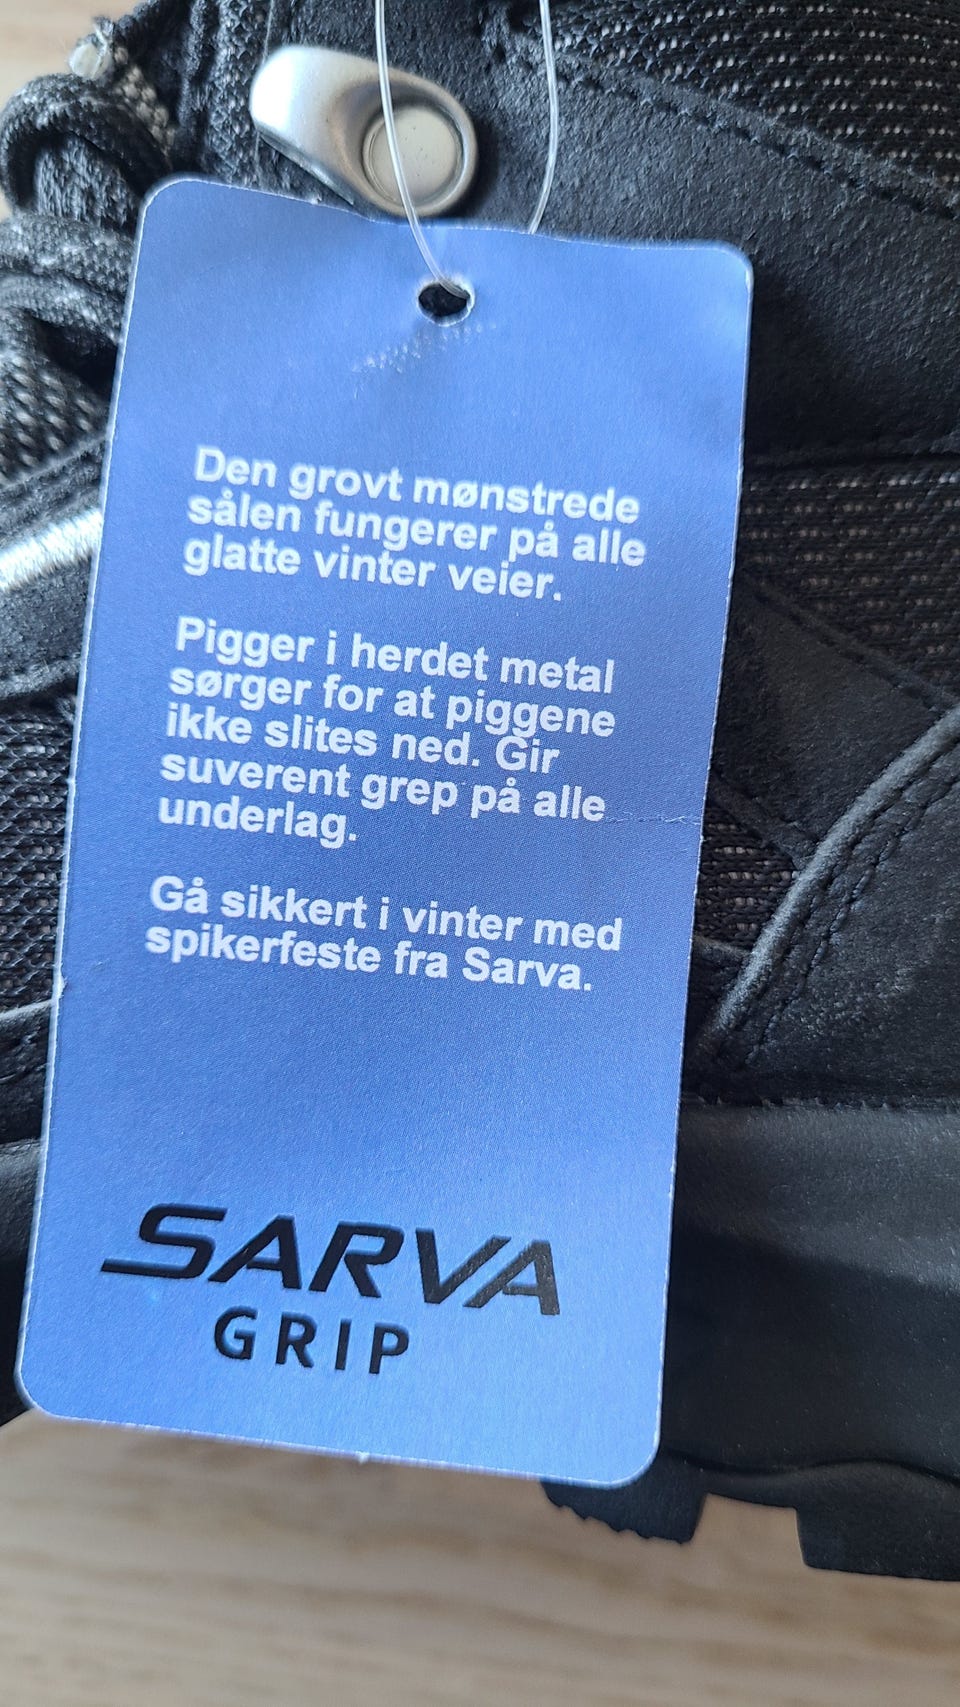 Den grovt mønstrede
sålen fungerer på alle
glatte vinter veier.
Pigger i herdet metal
sørger for at piggene
ikke slites ned. Gir
suverent grep på alle
underlag.
Gå sikkert i vinter med
spikerfeste fra Sarva.
SARVA
GRIP